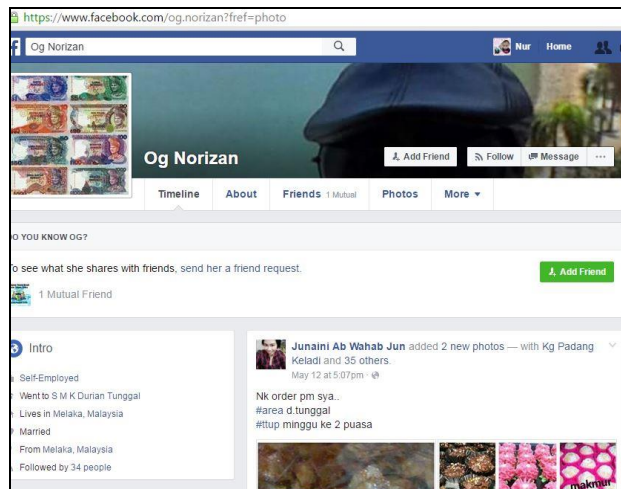 https://www.facebook.com/og.norizan?fref=photo
Og Norizan
Nur Home
Og Norizan
Add Friend Follow Message ...
Timeline About Friends 1 Mutual Photos More
DO YOU KNOW OG?
To see what she shares with friends, send her a friend request.
Add Friend
1 Mutual Friend
Intro
Self-Employed
Went to S M K Durian Tunggal
Lives in Melaka, Malaysia
Married
From Melaka, Malaysia
Followed by 34 people
Junaini Ab Wahab Jun added 2 new photos — with Kg Padang
Keladi and 35 others.
May 12 at 5:07pm ·
Nk order pm sya..
#area d.tunggal
#ttup minggu ke 2 puasa
makmur